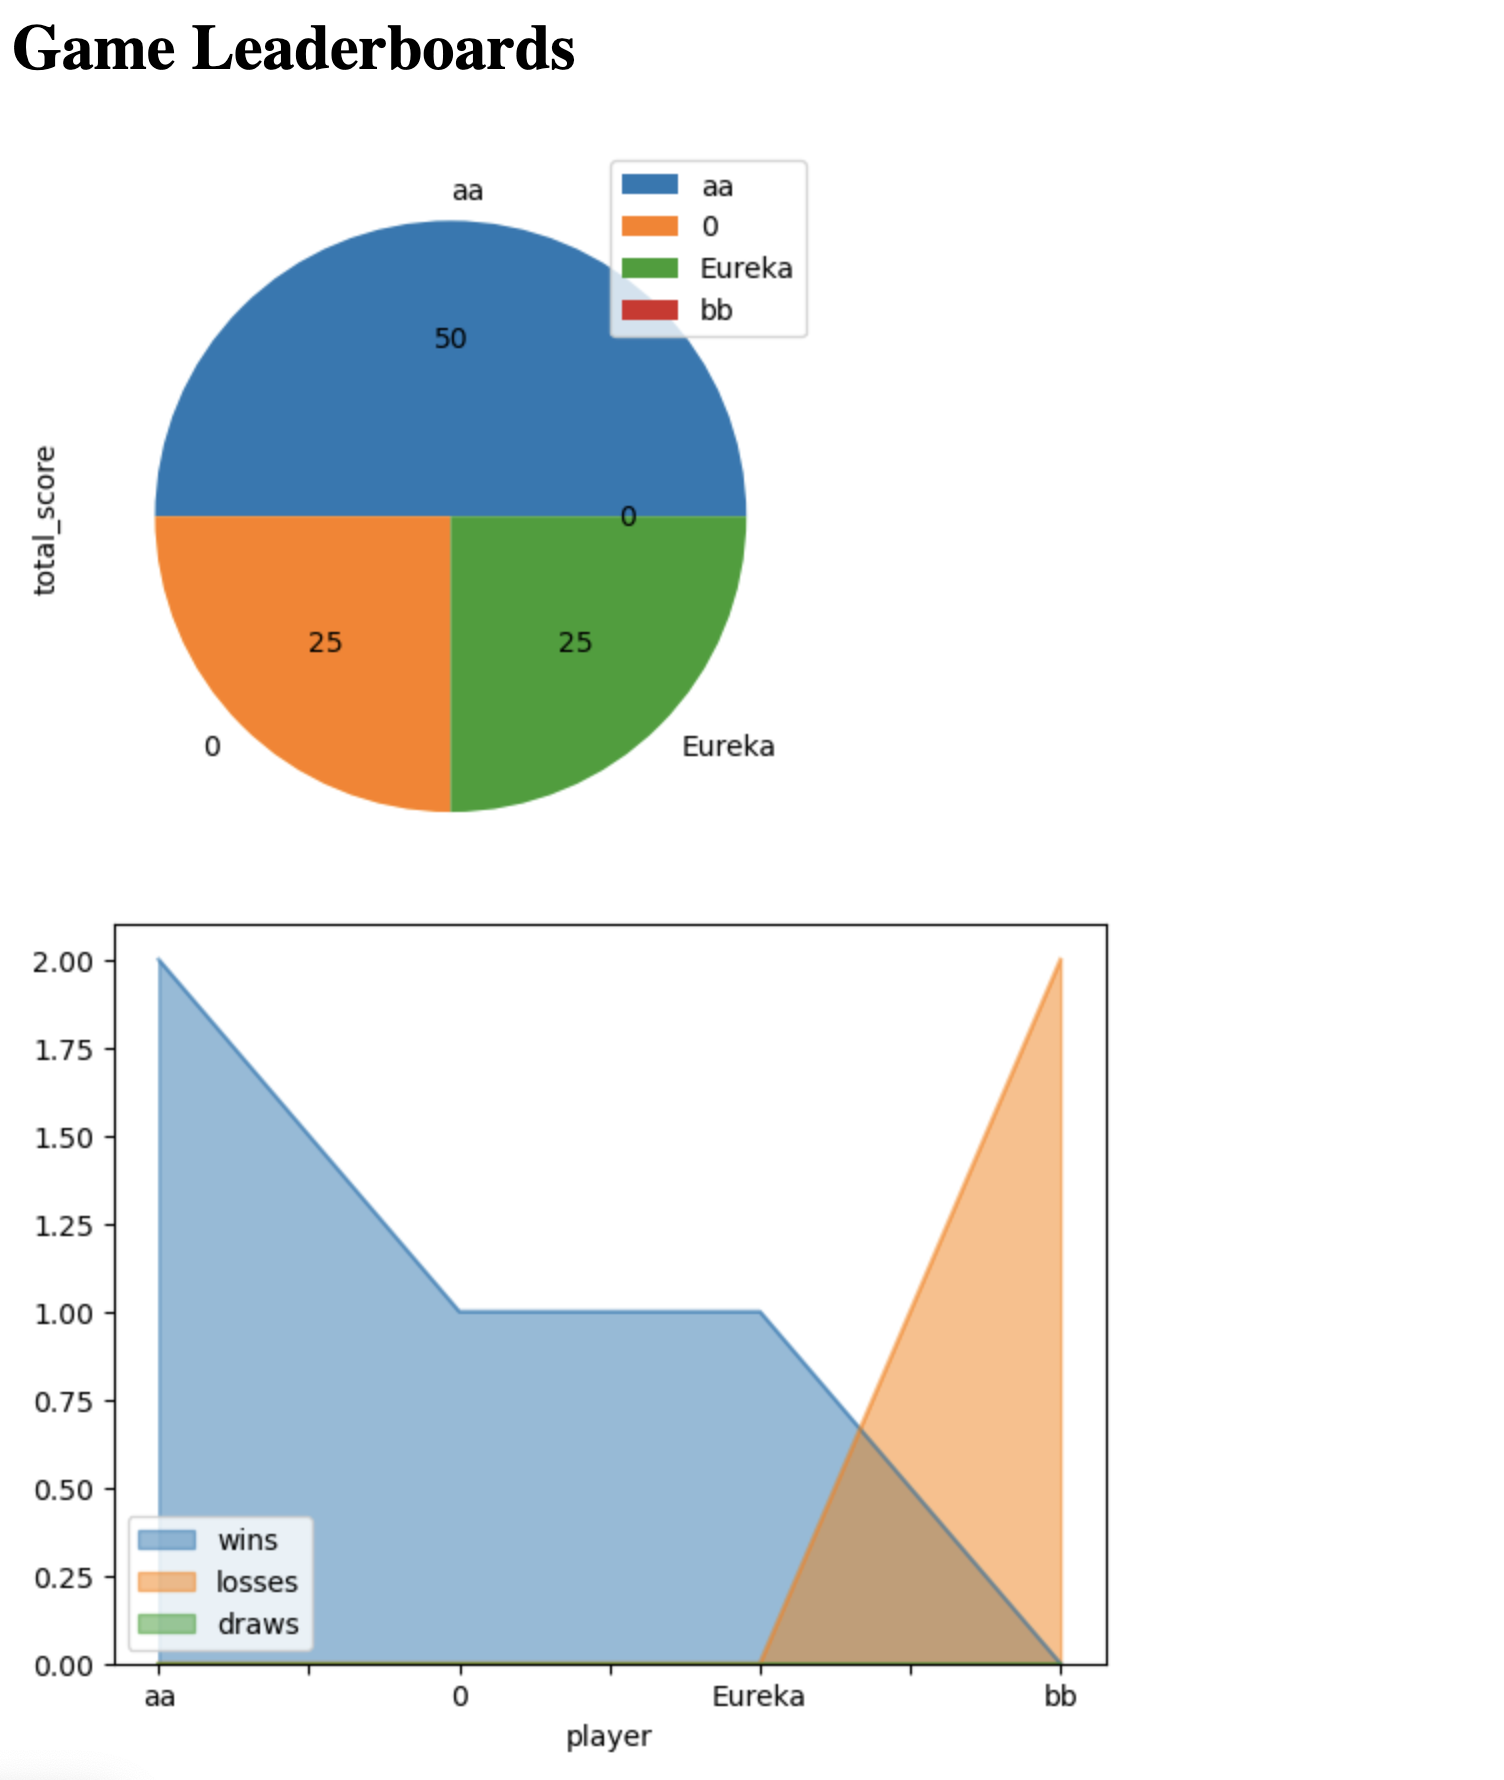 Game Leaderboards
aa
aa
0
Eureka
bb
50
total_score
0
25
25
0
Eureka
2.00
1.75
1.50
1.25
1.00
0.75
0.50
0.25
0.00
wins
losses
draws
aa
0
Eureka
bb
player